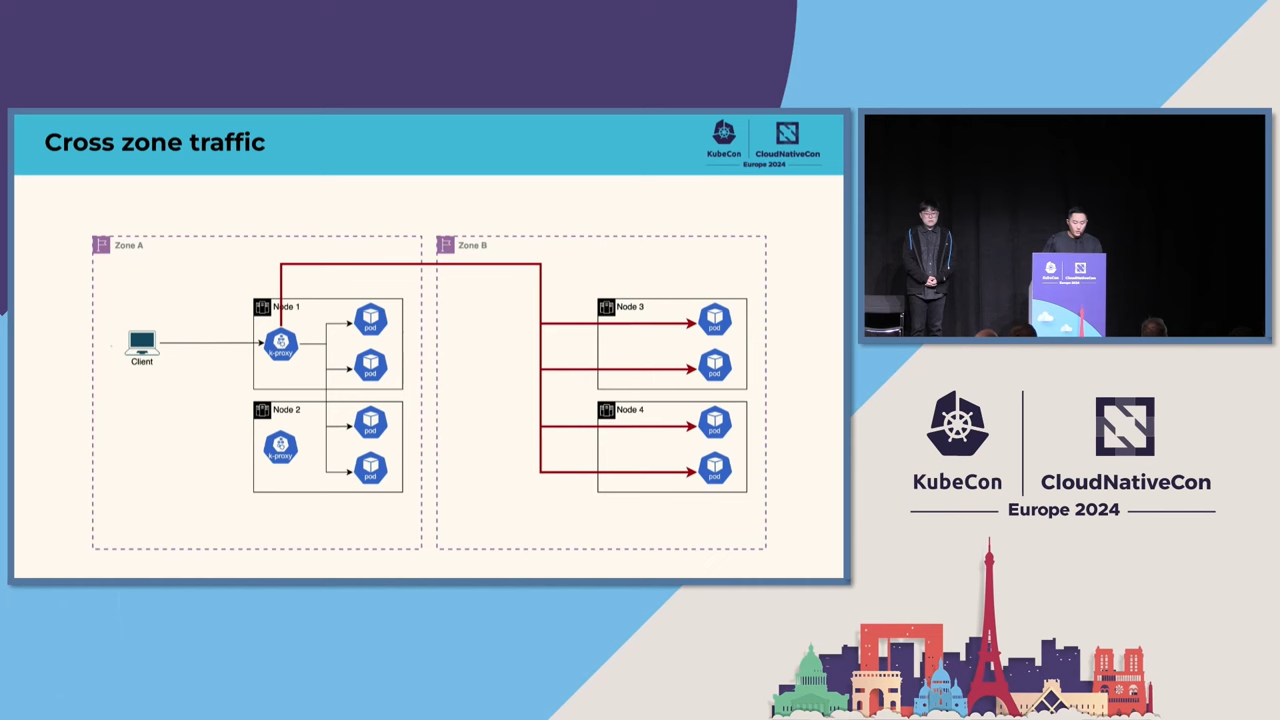 Cross zone traffic
KubeCon
CloudNativeCon
Europe 2024
Zone A
Zone B
Client
Node 1
k-proxy
pod
pod
Node 2
k-proxy
pod
pod
Node 3
pod
pod
Node 4
pod
pod
KubeCon
CloudNativeCon
Europe 2024